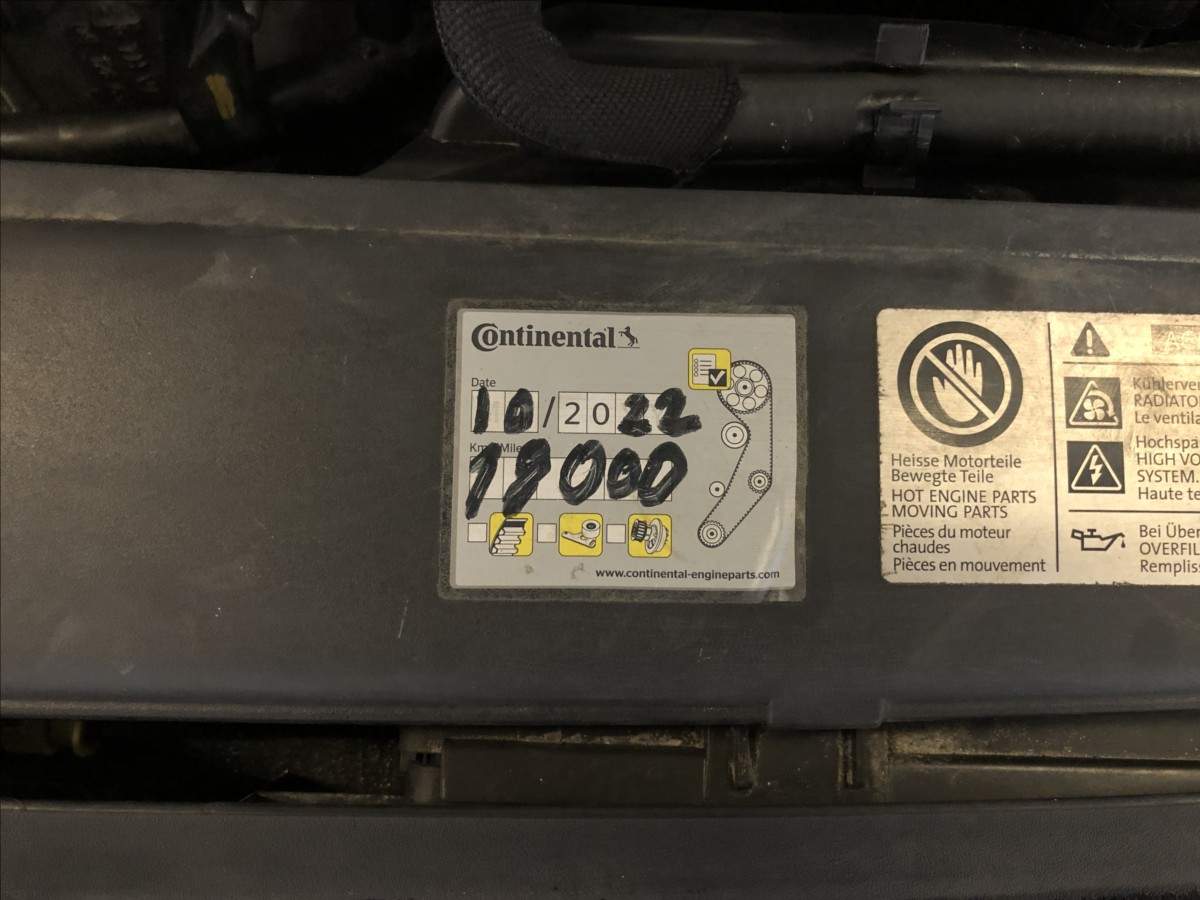 Continental
Date
10/2022
Km
Mile
19000
www.continental-engineparts.com
Heisse Motorteile
Bewegte Teile
HOT ENGINE PARTS
MOVING PARTS
Pièces du moteur
chaudes
Pièces en mouvement
Kühlerve
RADIATO
Le ventila
Hochspa
HIGH VO
SYSTEM.
Haute te
Bei Über
OVERFIL
Rempliss